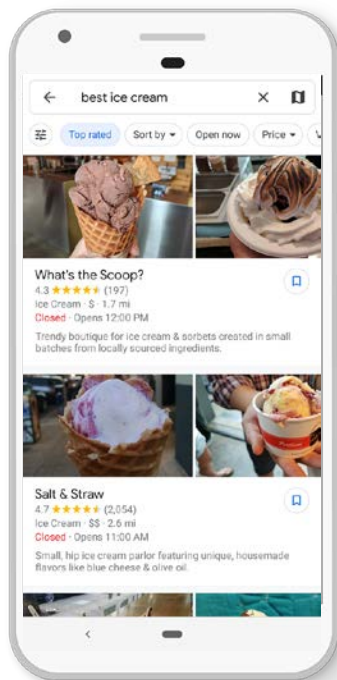 best ice cream
Top rated Sort by Open now Price
What's the Scoop?
4.3 (197)
Ice Cream · $ · 1.7 mi
Closed · Opens 12:00 PM
Trendy boutique for ice cream & sorbets created in small
batches from locally sourced ingredients.
Salt & Straw
4.7 (2,054)
Ice Cream · $$ · 2.6 mi
Closed · Opens 11:00 AM
Small, hip ice cream parlor featuring unique, housemade
flavors like blue cheese & olive oil.